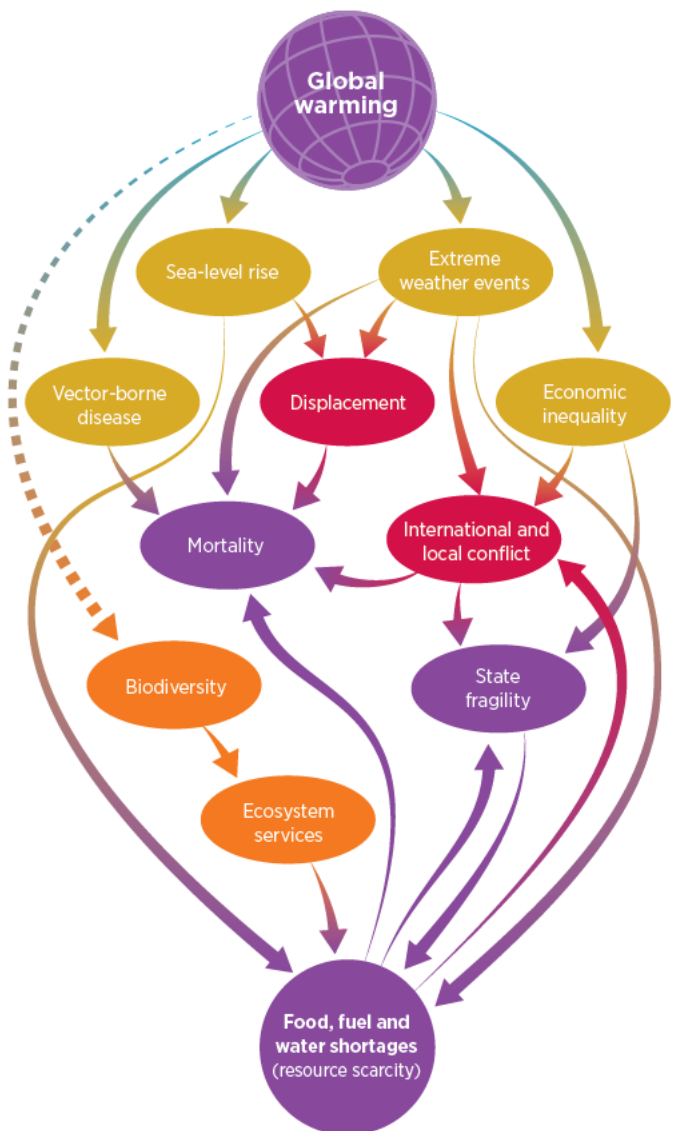 Global
warming
Sea-level rise
Extreme
weather events
Vector-borne
disease
Displacement
Economic
inequality
Mortality
International and
local conflict
Biodiversity
State
fragility
Ecosystem
services
Food, fuel and
water shortages
(resource scarcity)